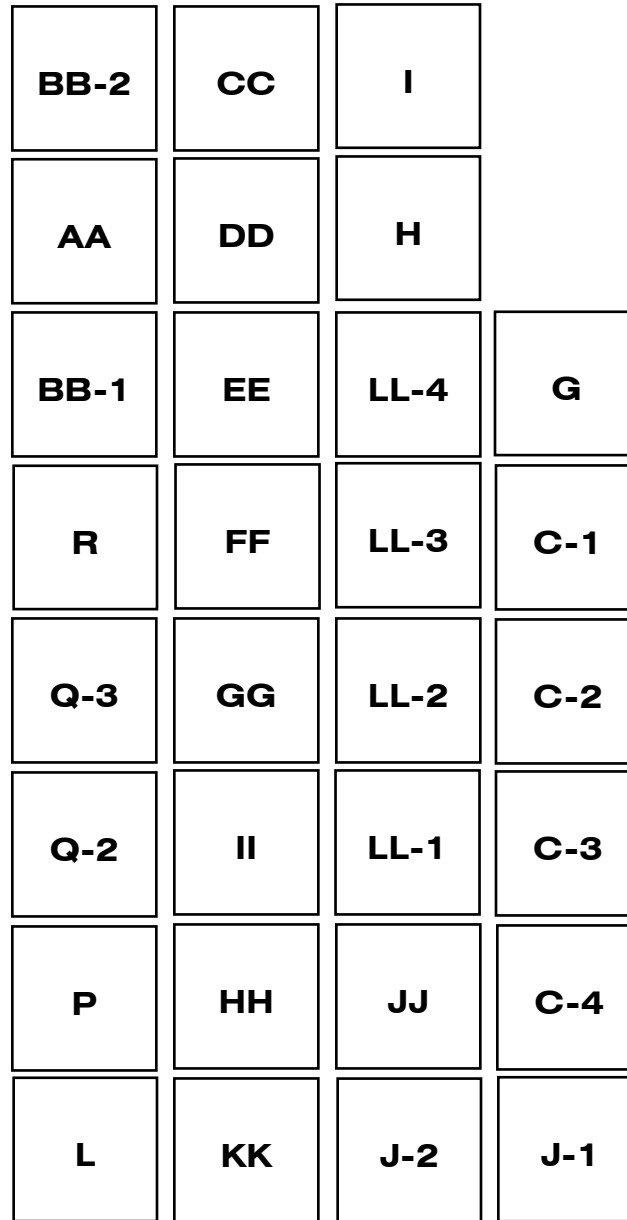 BB-2 CC I
AA DD H
BB-1 EE LL-4 G
R FF LL-3 C-1
Q-3 GG LL-2 C-2
Q-2 II LL-1 C-3
P HH JJ C-4
L KK J-2 J-1